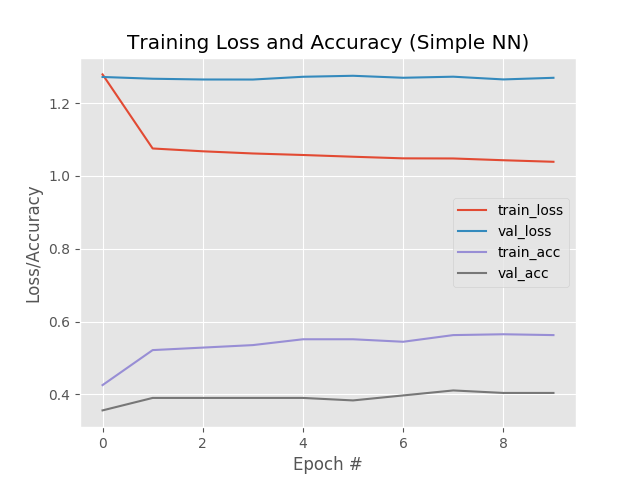 Training Loss and Accuracy (Simple NN)
Loss/Accuracy
1.2
1.0
0.8
0.6
0.4
train_loss
val_loss
train_acc
val_acc
0 2 4 6 8
Epoch #